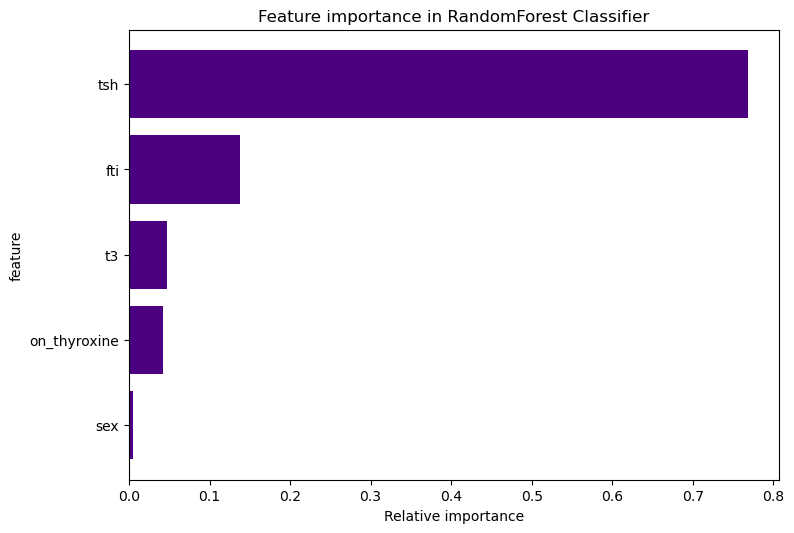 Feature importance in RandomForest Classifier
feature
tsh
fti
t3
on_thyroxine
sex
0.0 0.1 0.2 0.3 0.4 0.5 0.6 0.7 0.8
Relative importance